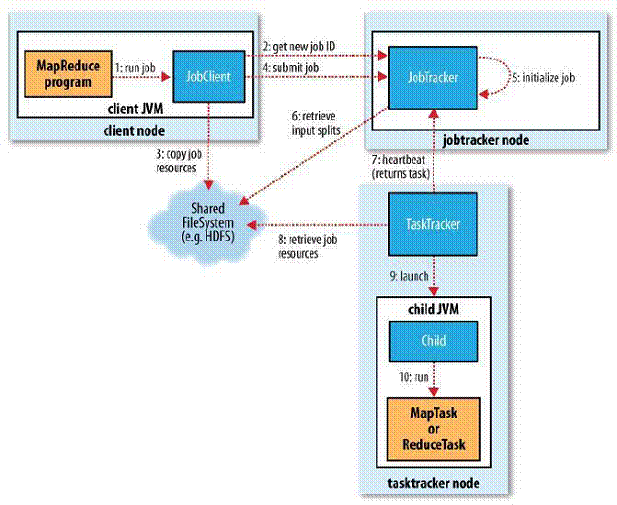 MapReduce
program
1: run job
JobClient
client JVM
client node
2: get new job ID
4: submit job
JobTracker
5: initialize job
jobtracker node
3: copy job
resources
6: retrieve
input splits
7: heartbeat
(returns task)
Shared
FileSystem
(e.g. HDFS)
8: retrieve job
resources
TaskTracker
9: launch
child JVM
Child
10: run
MapTask
or
ReduceTask
tasktracker node